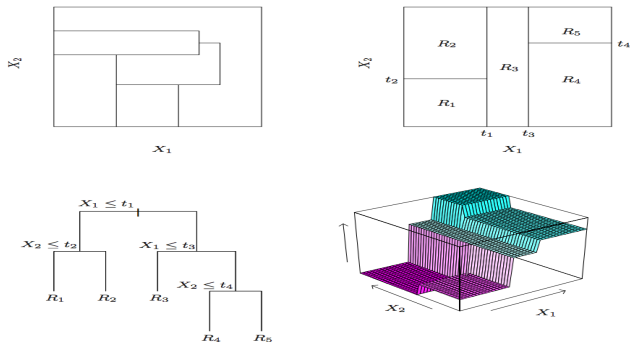 X₂
X₁
R₂
R₅
t₄
R₃
t₂
R₄
R₁
t₁
t₃
X₂
X₁
X₁ ≤ t₁
X₂ ≤ t₂
X₁ ≤ t₃
X₂ ≤ t₄
R₁
R₂
R₃
R₄
R₅
X₂
X₁